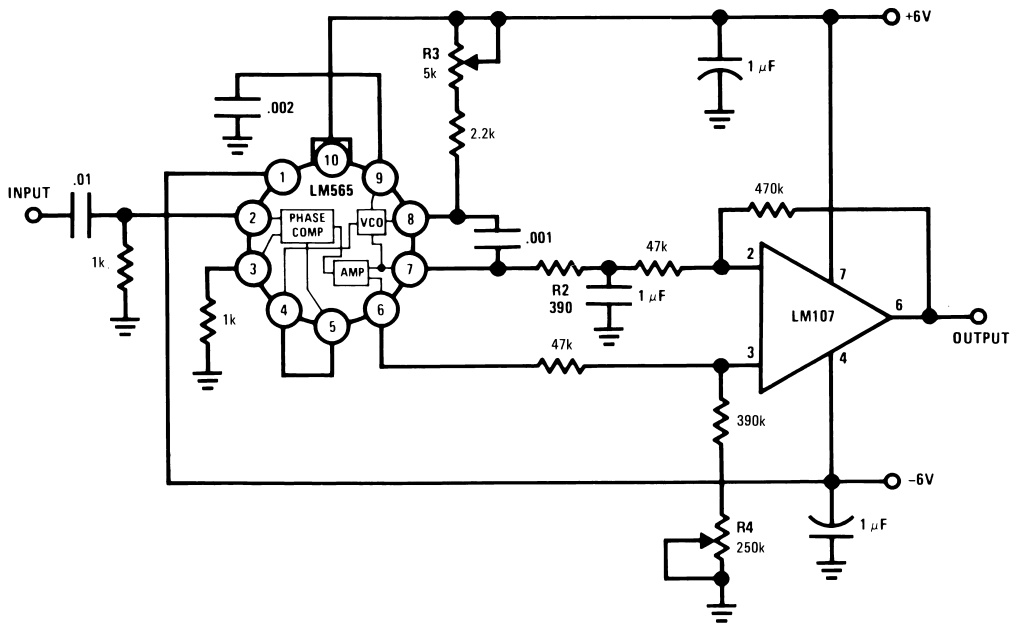 +6V
R3
5k
1 μF
.002
2.2k
10
LM565
1
9
INPUT
.01
470k
2
PHASE
COMP
VCO
8
.001
47k
2
1k
3
AMP
7
R2
390
1 μF
7
4
5
6
LM107
6
1k
OUTPUT
47k
3
4
390k
−6V
R4
250k
1 μF